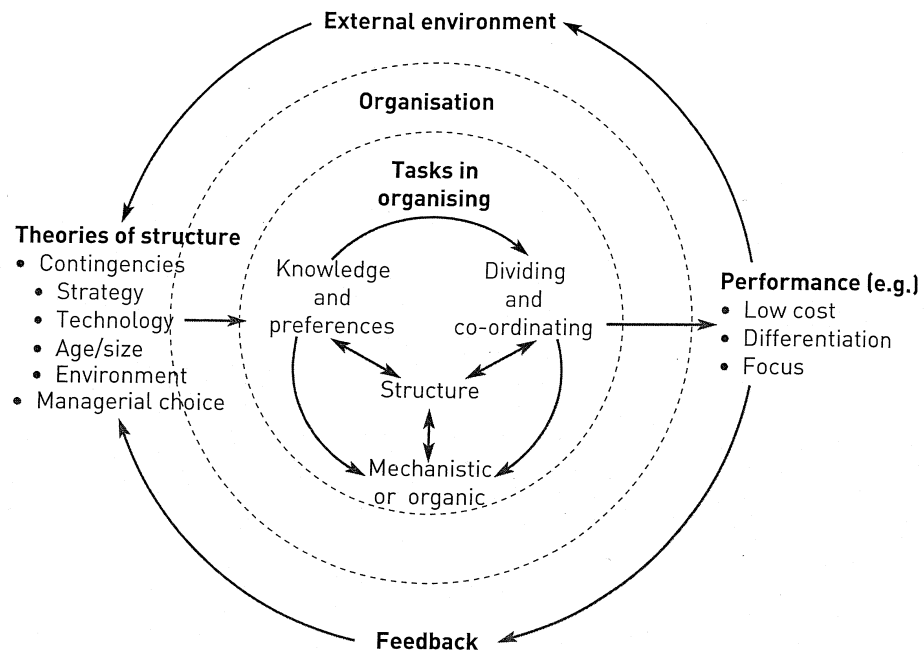 External environment
Organisation
Tasks in
organising
Theories of structure
• Contingencies
• Strategy
• Technology
• Age/size
• Environment
• Managerial choice
Knowledge
and
preferences
Dividing
and
co-ordinating
Structure
Mechanistic
or organic
Performance (e.g.)
• Low cost
• Differentiation
• Focus
Feedback